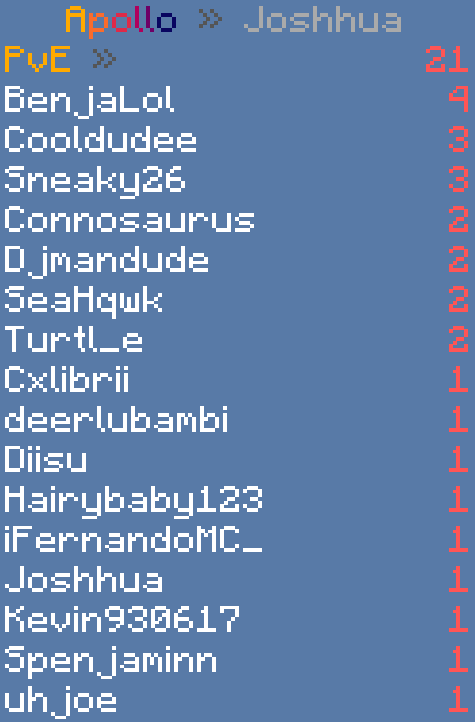 Apollo » Joshhua
PvE » 21
BenjaLol 4
Cooldudee 3
Sneaky26 3
Connosaurus 2
Djmandude 2
SeaHqwk 2
Turtl_e 2
Cxlibrii 1
deerlubambi 1
Diisu 1
Hairybaby123 1
iFernandoMC_ 1
Joshhua 1
Kevin930617 1
Spenjaminn 1
uhjoe 1